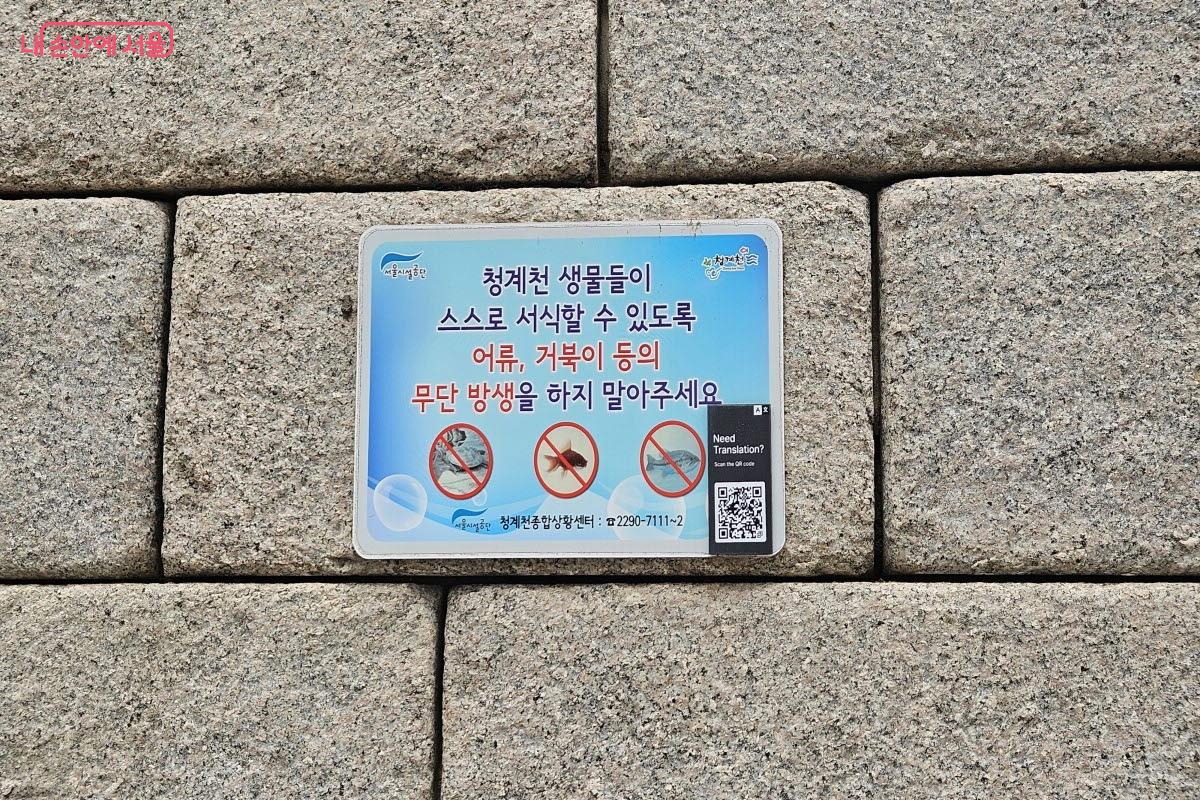 내 손안에 서울
서울시설공단
청계천
청계천 생물들이
스스로 서식할 수 있도록
어류, 거북이 등의
무단 방생을 하지 말아주세요
Need
Translation?
Scan the QR code
서울시설공단 청계천종합상황센터 : ☎2290-7111~2